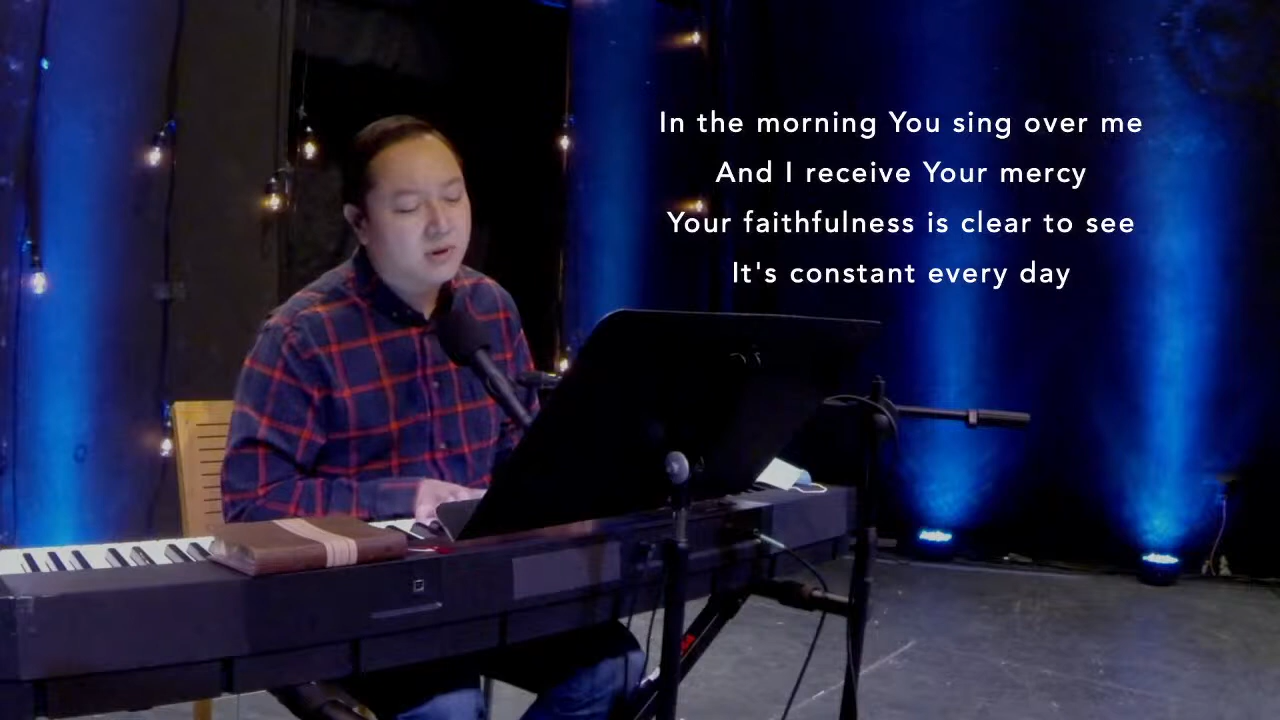 In the morning You sing over me
And I receive Your mercy
Your faithfulness is clear to see
It's constant every day